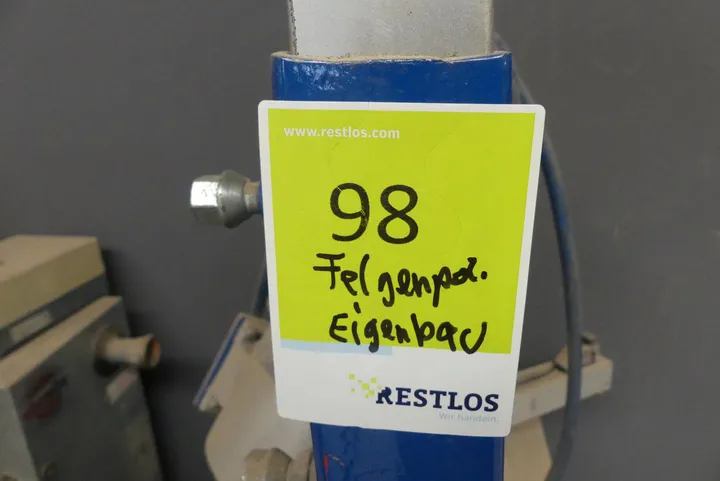 www.restlos.com
98
Felgenpol.
Eigenbau
RESTLOS
Wir handeln.